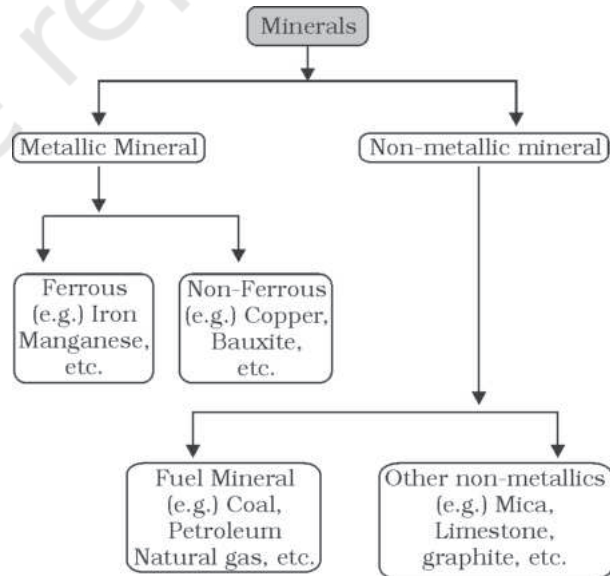 Minerals
Metallic Mineral
Non-metallic mineral
Ferrous
(e.g.) Iron
Manganese,
etc.
Non-Ferrous
(e.g.) Copper,
Bauxite,
etc.
Fuel Mineral
(e.g.) Coal,
Petroleum
Natural gas, etc.
Other non-metallics
(e.g.) Mica,
Limestone,
graphite, etc.